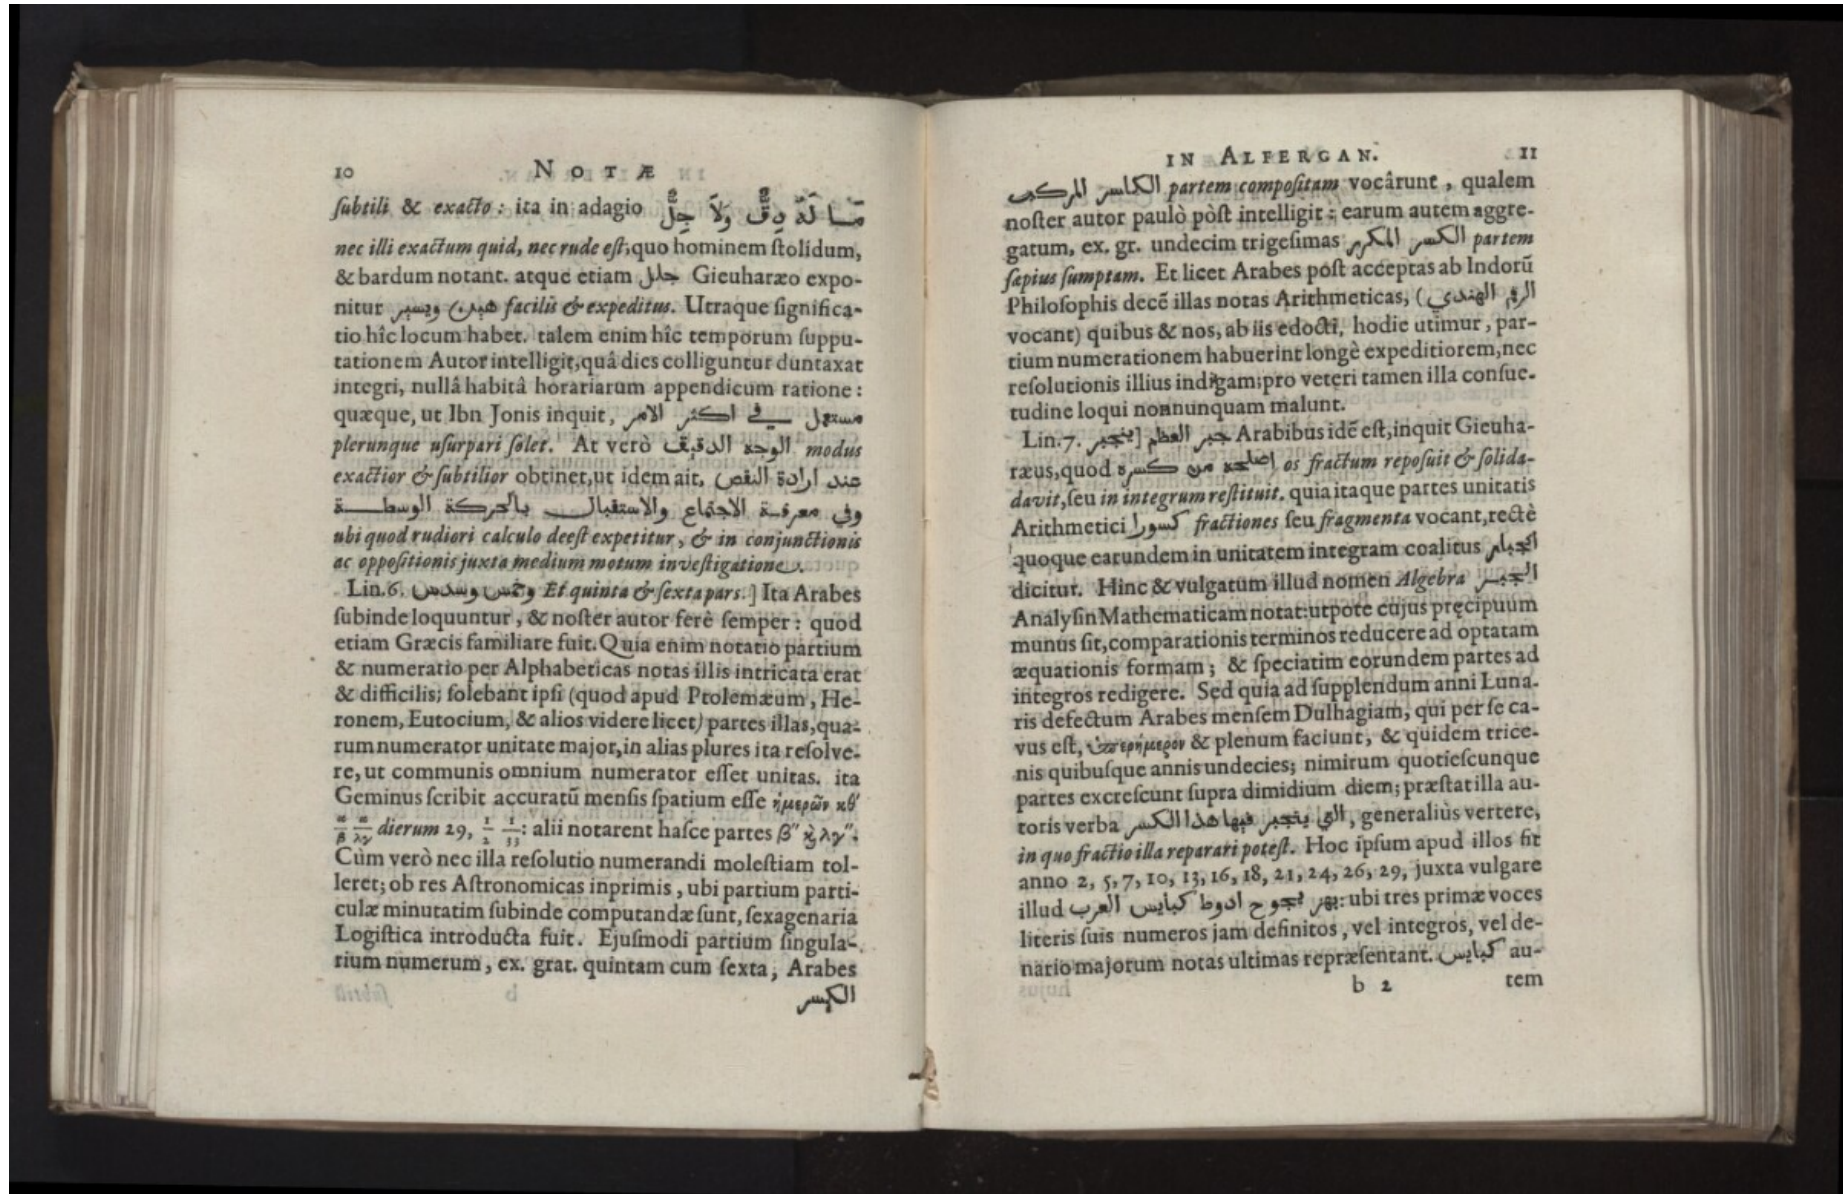 10 NOTÆ
ſubtili & exacto : ita in adagio مَـا لَهُ دِقٌّ وَلَا جِلٌّ
nec illi exactum quid, nec rude eſt, quo hominem ſtolidum,
& bardum notant. atque etiam جليل Gieuharæo expo-
nitur هين ويسير facilis & expeditus. Utraque ſignifica-
tio hîc locum habet. talem enim hîc temporum ſuppu-
tationem Autor intelligit, quâ dies colliguntur duntaxat
integri, nullâ habitâ horariarum appendicum ratione :
quæque, ut Ibn Jonis inquit, مستعمل في اكثر الامر
plerunque uſurpari ſolet. At verò الوجه الدقيق modus
exactior & ſubtilior obtinet, ut idem ait, عند ارادة النقص
وفي معرفة الاجتماع والاستقبال بالحركة الوسطة
ubi quod rudiori calculo deeſt expetitur, & in conjunctionis
ac oppoſitionis juxta medium motum inveſtigatione.
Lin. 6. وخمس وسدس Et quinta & ſexta pars.] Ita Arabes
ſubinde loquuntur, & noſter autor ferè ſemper : quod
etiam Græcis familiare fuit. Quia enim notatio partium
& numeratio per Alphabeticas notas illis intricata erat
& difficilis; ſolebant ipſi (quod apud Ptolemæum, He-
ronem, Eutocium, & alios videre licet) partes illas, qua-
rum numerator unitate major, in alias plures ita reſolve-
re, ut communis omnium numerator eſſet unitas. ita
Geminus ſcribit accuratũ menſis ſpatium eſſe ἡμερῶν κθ'
α/β α/λγ dierum 29, 1/2 1/33: alii notarent haſce partes β'' ϗ λγ''.
Cùm verò nec illa reſolutio numerandi moleſtiam tol-
leret; ob res Aſtronomicas inprimis, ubi partium parti-
culæ minutatim ſubinde computandæ ſunt, ſexagenaria
Logiſtica introducta fuit. Ejuſmodi partium ſingula-
rium numerum, ex. grat. quintam cum ſexta, Arabes
الكسر
IN ALFERGAN. 11
الكاسر المركب partem compoſitam vocârunt, qualem
noſter autor paulò pòſt intelligit : earum autem aggre-
gatum, ex. gr. undecim trigeſimas الكسر المكرر partem
ſæpius ſumptam. Et licet Arabes poſt acceptas ab Indorũ
Philoſophis decẽ illas notas Arithmeticas, (الرقم الهندي
vocant) quibus & nos, ab iis edocti, hodie utimur, par-
tium numerationem habuerint longè expeditiorem, nec
reſolutionis illius indigam; pro veteri tamen illa conſue-
tudine loqui nonnunquam malunt.
Lin. 7. ينجبر] جبر العظم Arabibus idẽ eſt, inquit Gieuha-
ræus, quod اصلحه من كسره os fractum repoſuit & ſolida-
davit, ſeu in integrum reſtituit. quia itaque partes unitatis
Arithmetici كسورا fractiones ſeu fragmenta vocant, rectè
quoque earundem in unitatem integram coalitus انجبار
dicitur. Hinc & vulgatum illud nomen Algebra الجبر
Analyſin Mathematicam notat: utpote cujus pręcipuum
munus ſit, comparationis terminos reducere ad optatam
æquationis formam; & ſpeciatim eorundem partes ad
integros redigere. Sed quia ad ſupplendum anni Luna-
ris defectum Arabes menſem Dulhagiam, qui per ſe ca-
vus eſt, ὑπερήμερον & plenum faciunt, & quidem trice-
nis quibuſque annis undecies; nimirum quotieſcunque
partes excreſcunt ſupra dimidium diem; præſtat illa au-
toris verba التي ينجبر فيها هذا الكسر, generaliùs vertere,
in quo fractio illa reparari poteſt. Hoc ipſum apud illos fit
anno 2, 5, 7, 10, 13, 16, 18, 21, 24, 26, 29, juxta vulgare
illud بهز يجوح ادوط كبايس العرب: ubi tres primæ voces
literis ſuis numeros jam definitos, vel integros, vel de-
nario majorum notas ultimas repræſentant. كبايس au-
b 2 tem